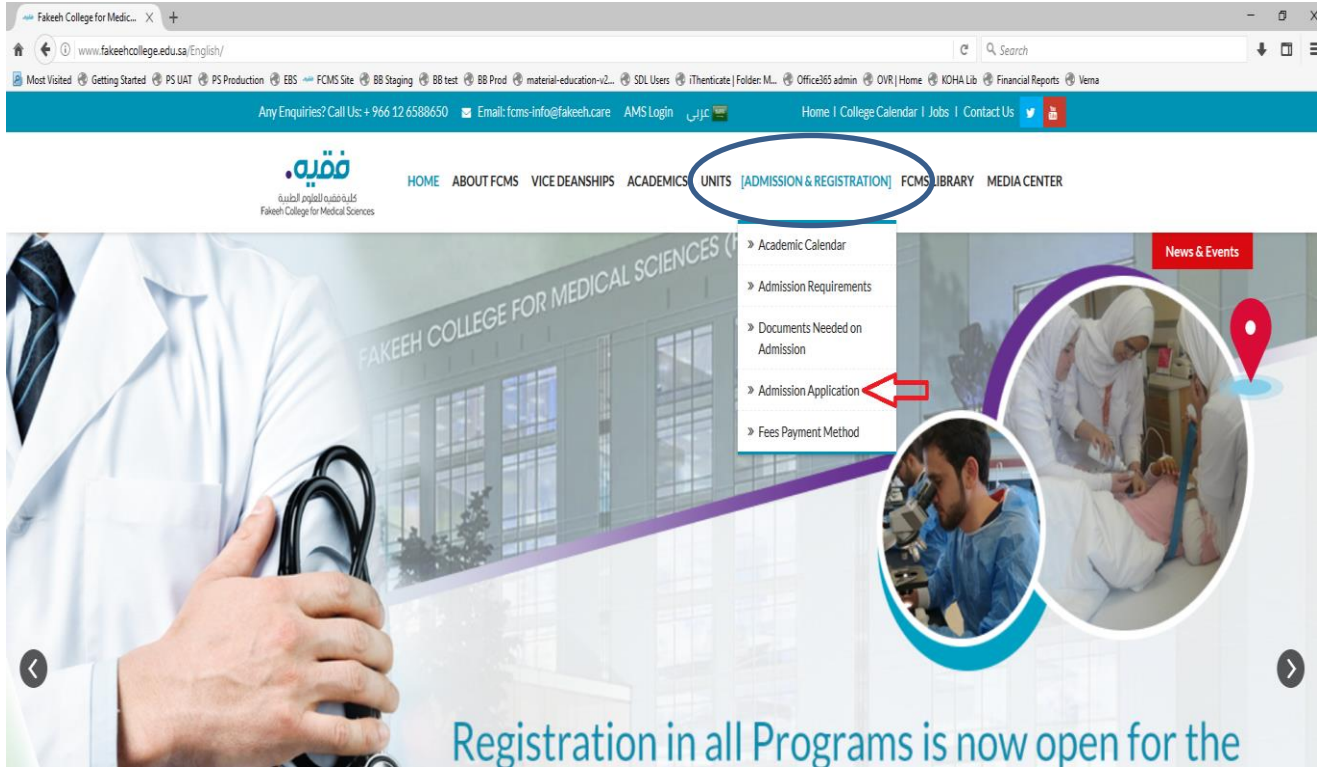 Fakeeh College for Medic...
www.fakeehcollege.edu.sa/English/
Search
Most Visited Getting Started PS UAT PS Production EBS FCMS Site BB Staging BB test BB Prod material-education-v2... SDL Users iThenticate | Folder: M... Office365 admin OVR | Home KOHA Lib Financial Reports Verna
Any Enquiries? Call Us: + 966 12 6588650 Email: fcms-info@fakeeh.care AMS Login عربي Home | College Calendar | Jobs | Contact Us You
فقيه
كلية فقيه للعلوم الطبية
Fakeeh College for Medical Sciences
HOME ABOUT FCMS VICE DEANSHIPS ACADEMICS UNITS [ADMISSION & REGISTRATION] FCMS LIBRARY MEDIA CENTER
» Academic Calendar
» Admission Requirements
» Documents Needed on
Admission
» Admission Application
» Fees Payment Method
News & Events
FAKEEH COLLEGE FOR MEDICAL SCIENCES (F
Registration in all Programs is now open for the